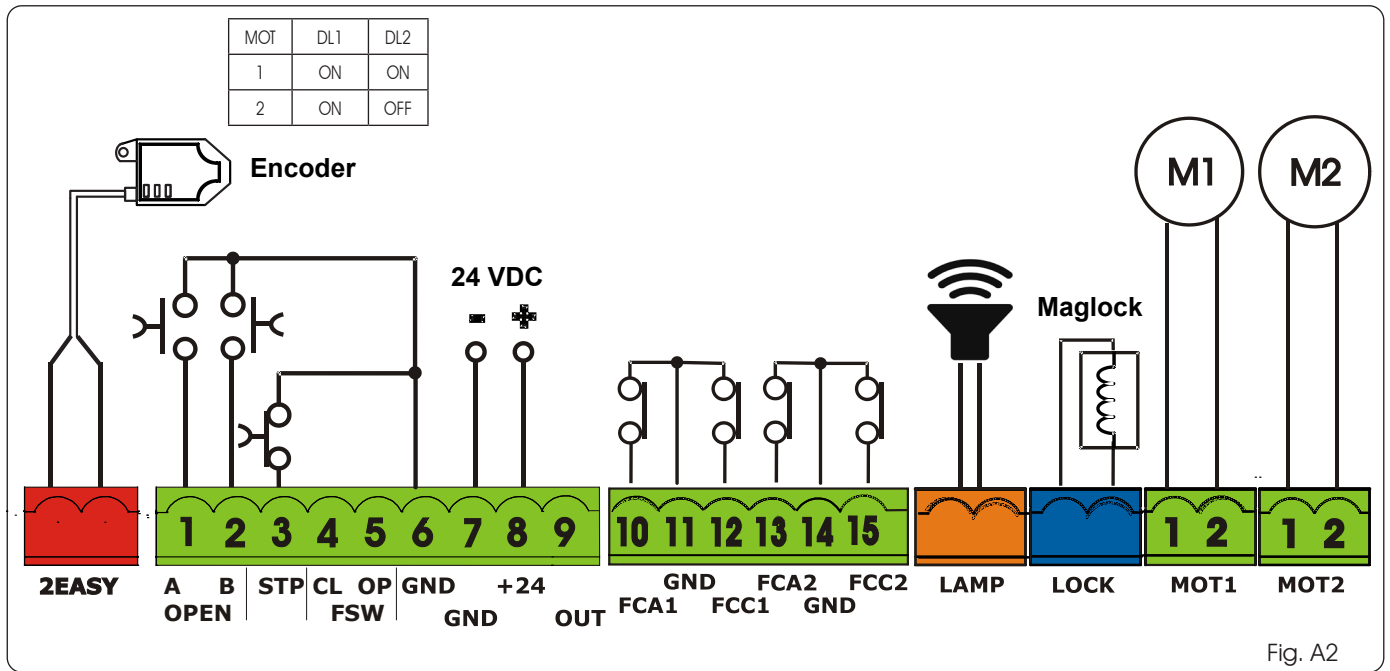 MOT DL1 DL2
1 ON ON
2 ON OFF
Encoder
24 VDC
- +
Maglock
M1 M2
1 2 3 4 5 6 7 8 9 10 11 12 13 14 15 1 2 1 2
2EASY A B STP CL OP GND +24 GND FCA2 FCC2 LAMP LOCK MOT1 MOT2
OPEN FSW GND OUT FCA1 FCC1 GND
Fig. A2